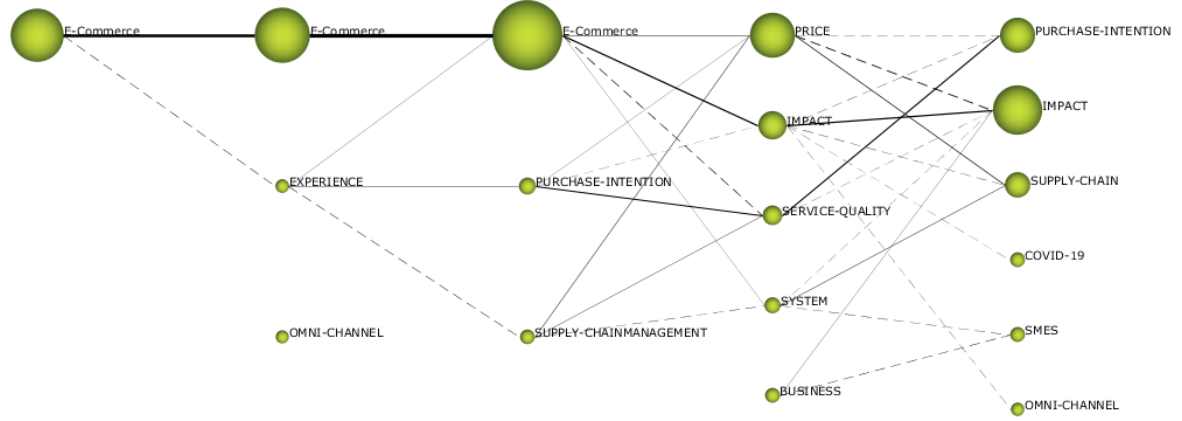 E-Commerce
E-Commerce
E-Commerce
PRICE
PURCHASE-INTENTION
IMPACT
IMPACT
EXPERIENCE
PURCHASE-INTENTION
SUPPLY-CHAIN
SERVICE-QUALITY
COVID-19
SYSTEM
OMNI-CHANNEL
SUPPLY-CHAINMANAGEMENT
SMES
BUSINESS
OMNI-CHANNEL